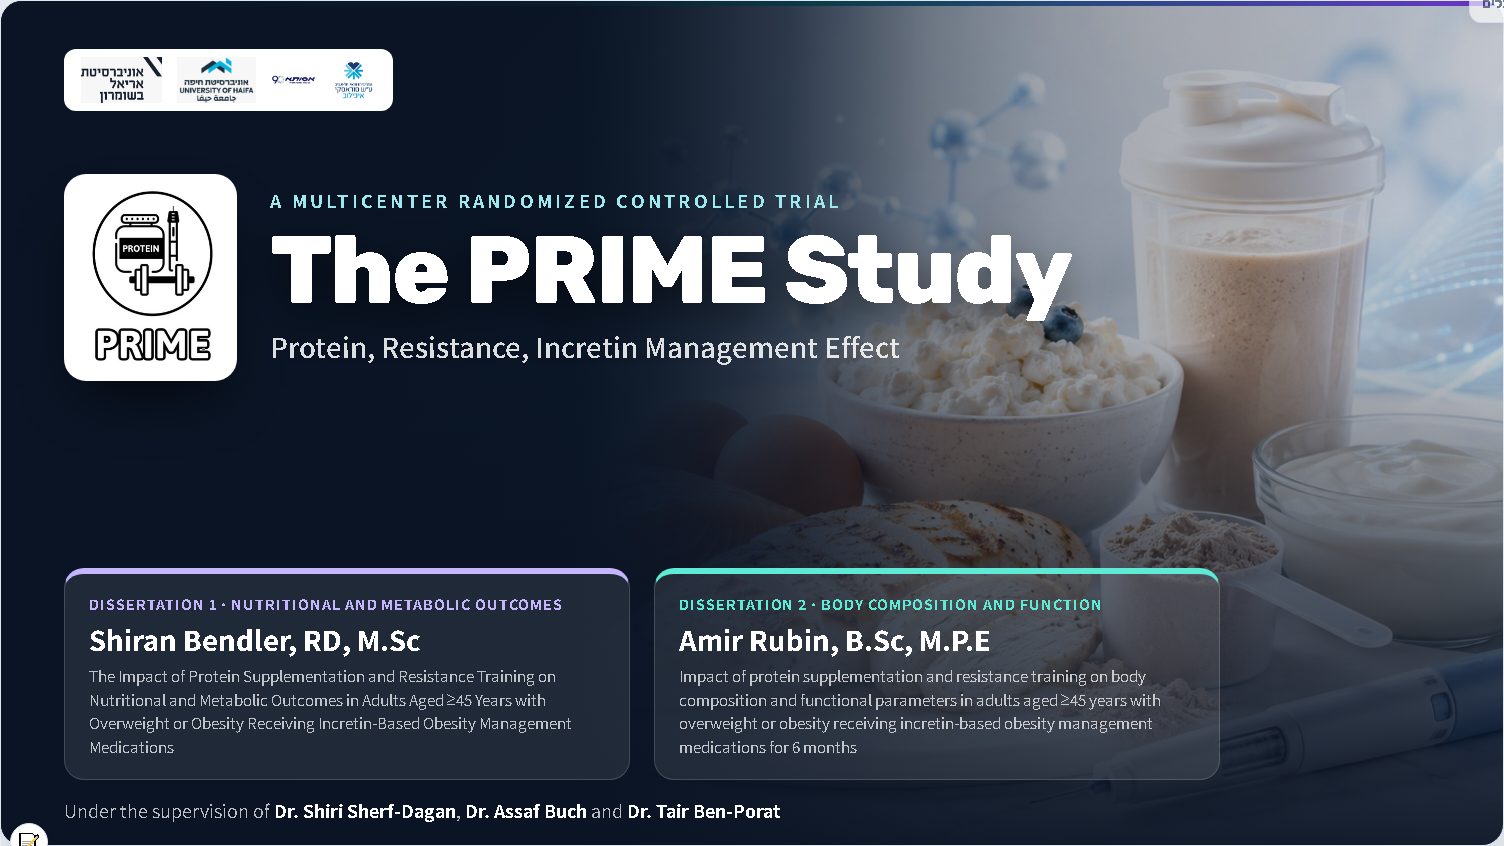 אוניברסיטת
אריאל
בשומרון
אוניברסיטת חיפה
UNIVERSITY OF HAIFA
جامعة حيفا
90 אסותא
ע"ש סוראסקי
איכילוב
PROTEIN
PRIME
A MULTICENTER RANDOMIZED CONTROLLED TRIAL
The PRIME Study
Protein, Resistance, Incretin Management Effect
DISSERTATION 1 · NUTRITIONAL AND METABOLIC OUTCOMES
Shiran Bendler, RD, M.Sc
The Impact of Protein Supplementation and Resistance Training on
Nutritional and Metabolic Outcomes in Adults Aged ≥45 Years with
Overweight or Obesity Receiving Incretin-Based Obesity Management
Medications
DISSERTATION 2 · BODY COMPOSITION AND FUNCTION
Amir Rubin, B.Sc, M.P.E
Impact of protein supplementation and resistance training on body
composition and functional parameters in adults aged ≥45 years with
overweight or obesity receiving incretin-based obesity management
medications for 6 months
Under the supervision of Dr. Shiri Sherf-Dagan, Dr. Assaf Buch and Dr. Tair Ben-Porat